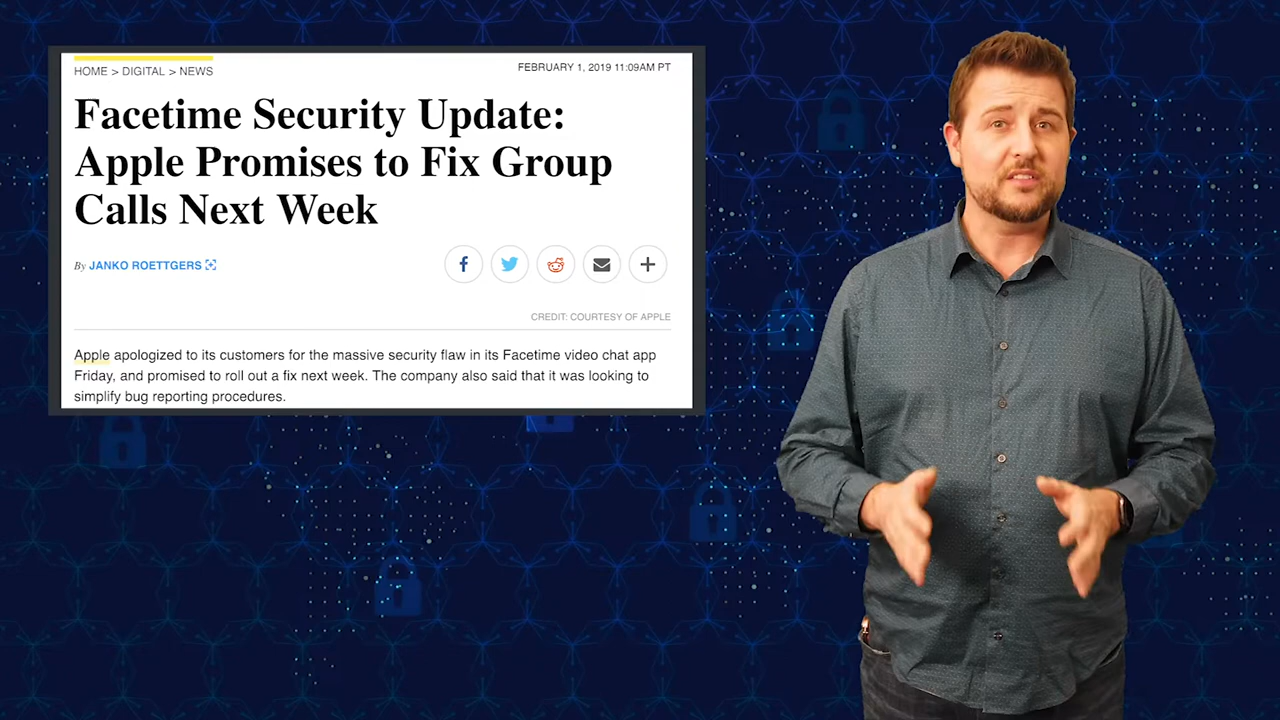 HOME > DIGITAL > NEWS
FEBRUARY 1, 2019 11:09AM PT
Facetime Security Update:
Apple Promises to Fix Group
Calls Next Week
By JANKO ROETTGERS
CREDIT: COURTESY OF APPLE
Apple apologized to its customers for the massive security flaw in its Facetime video chat app
Friday, and promised to roll out a fix next week. The company also said that it was looking to
simplify bug reporting procedures.